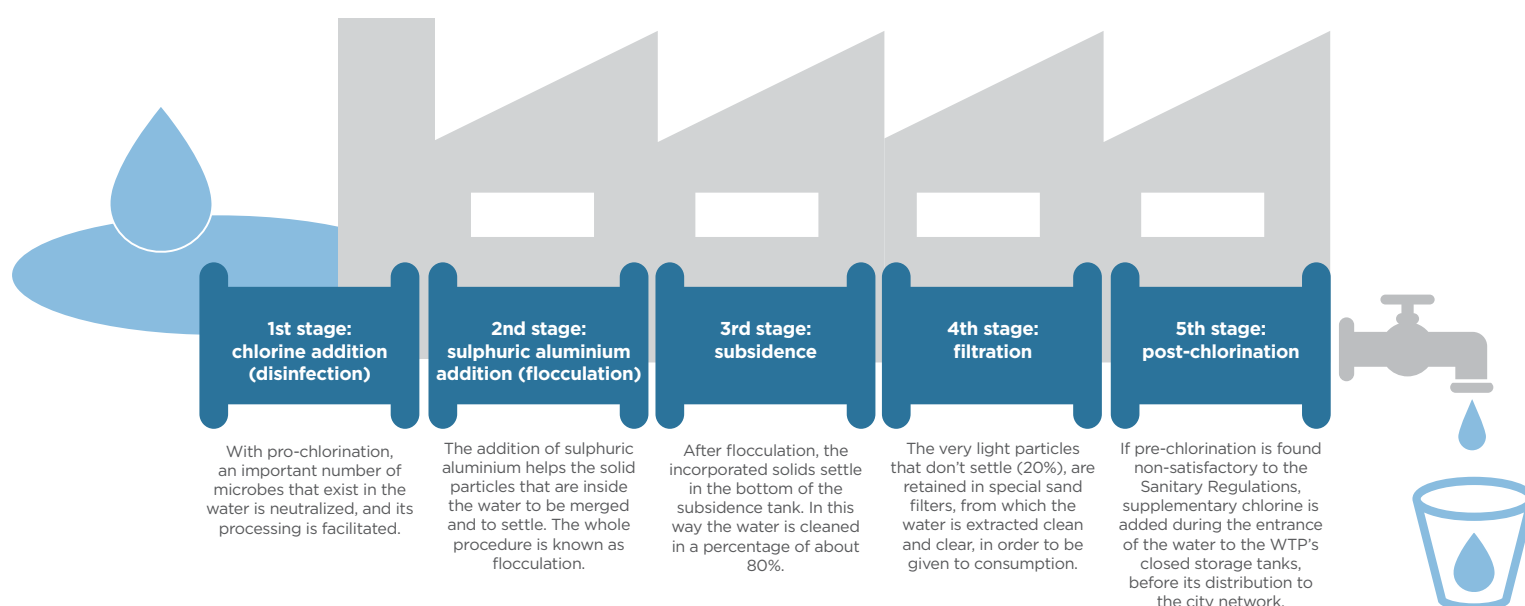 1st stage:
chlorine addition
(disinfection)
With pro-chlorination,
an important number of
microbes that exist in the
water is neutralized, and its
processing is facilitated.
2nd stage:
sulphuric aluminium
addition (flocculation)
The addition of sulphuric
aluminium helps the solid
particles that are inside
the water to be merged
and to settle. The whole
procedure is known as
flocculation.
3rd stage:
subsidence
After flocculation, the
incorporated solids settle
in the bottom of the
subsidence tank. In this
way the water is cleaned
in a percentage of about
80%.
4th stage:
filtration
The very light particles
that don't settle (20%), are
retained in special sand
filters, from which the
water is extracted clean
and clear, in order to be
given to consumption.
5th stage:
post-chlorination
If pre-chlorination is found
non-satisfactory to the
Sanitary Regulations,
supplementary chlorine is
added during the entrance
of the water to the WTP's
closed storage tanks,
before its distribution to
the city network.